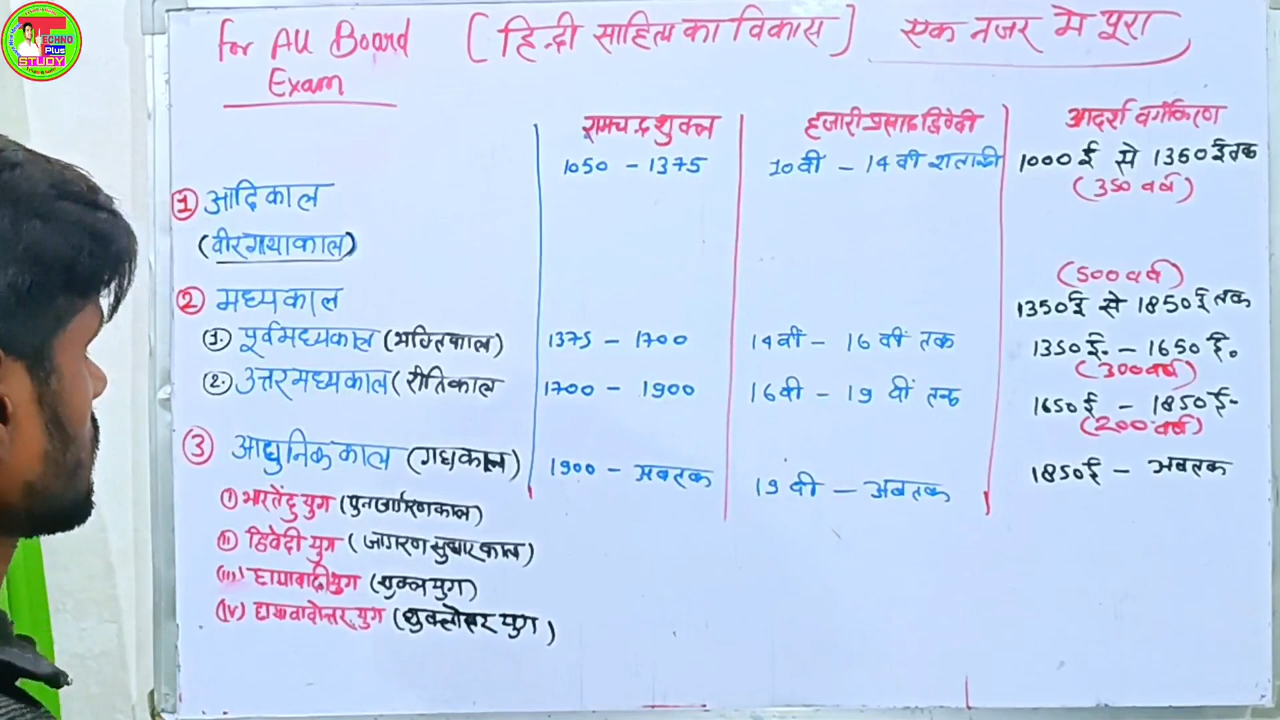 TECHNO
Plus
STUDY
For All Board [हिन्दी साहित्य का विकास] एक नजर मे पूरा
Exam
रामचन्द्र शुक्ल हजारी प्रसाद द्विवेदी आदर्श वर्गीकरण
1050 - 1375 10वी - 14वी शताब्दी 1000ई से 1350ई तक
(350 वर्ष)
① आदिकाल
(वीरगाथाकाल)
(500 वर्ष)
② मध्यकाल 1350ई से 1850ई तक
① पूर्वमध्यकाल (भक्तिकाल) 1375 - 1700 14वीं - 16वीं तक 1350ई. - 1650ई.
(300वर्ष)
②. उत्तरमध्यकाल (रीतिकाल 1700 - 1900 16वी - 19वीं तक 1650ई - 1850ई-
(200 वर्ष)
③ आधुनिक काल (गद्यकाल) 1900 - अबतक 19वी - अबतक 1850ई - अबतक
(i) भारतेंदु युग (पुनर्जागरणकाल)
(ii) द्विवेदी युग (जागरण सुधार काल)
(iii) छायावादी युग (शुक्ल युग)
(iv) छायावादोत्तर युग (शुक्लोत्तर युग)